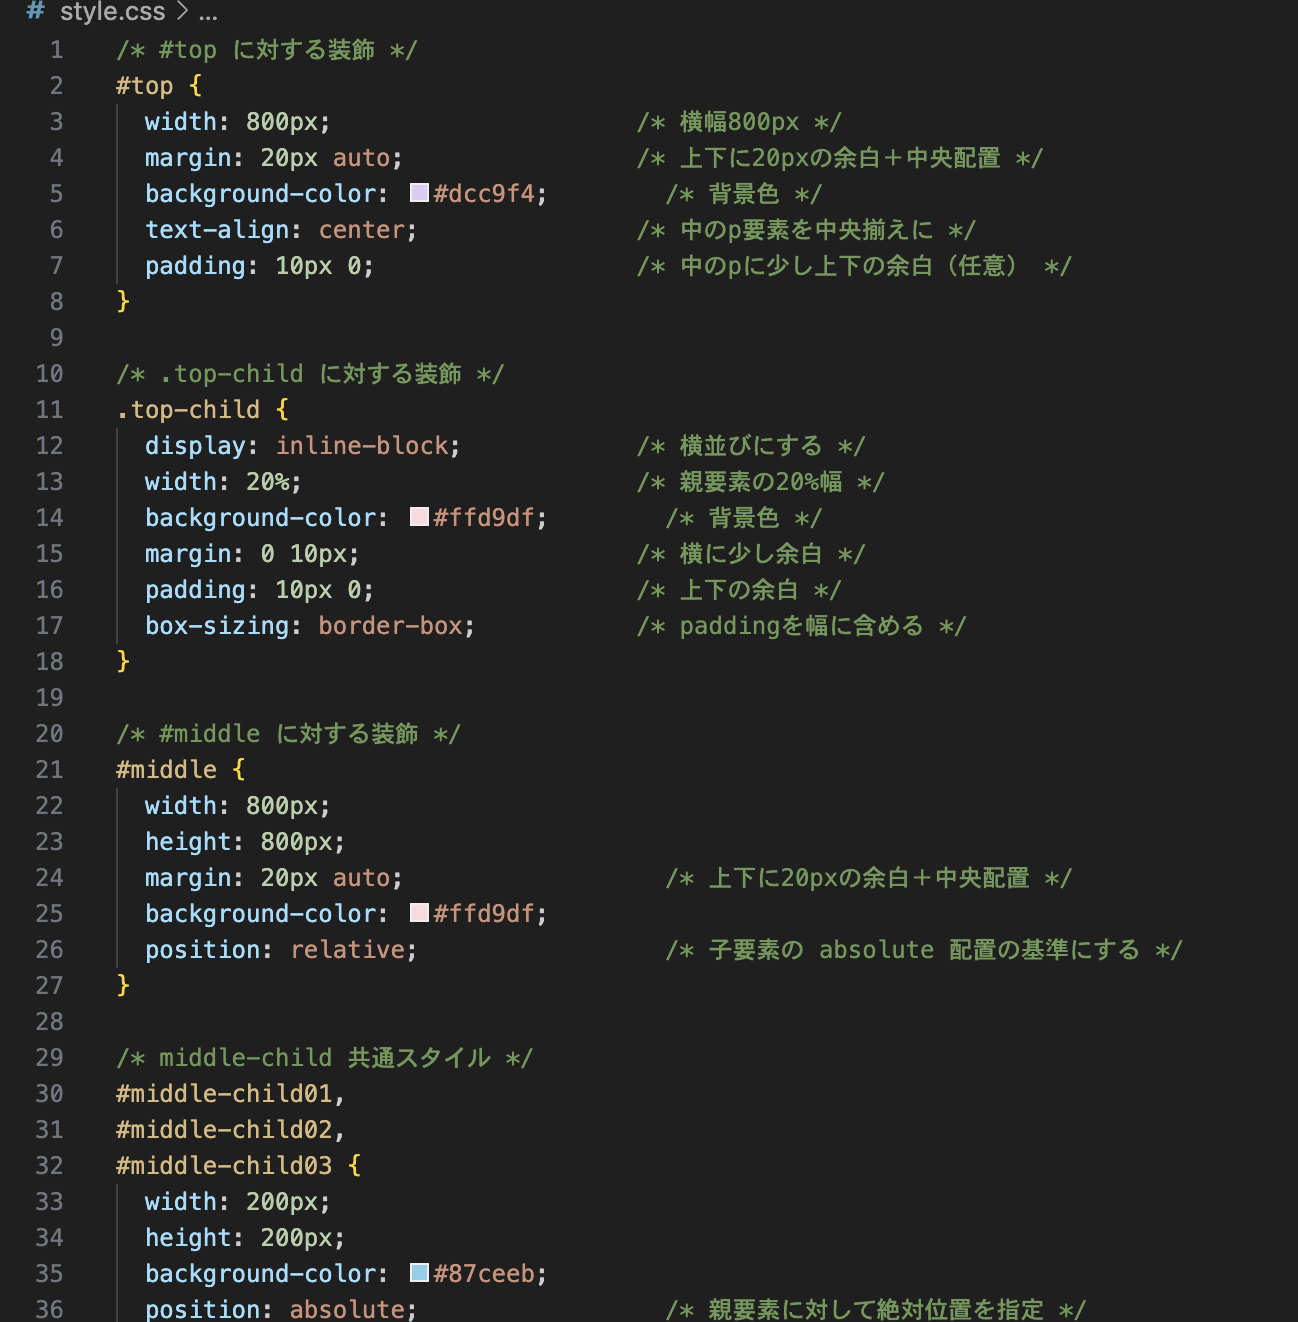 # style.css > ...
1 /* #top に対する装飾 */
2 #top {
3 width: 800px; /* 横幅800px */
4 margin: 20px auto; /* 上下に20pxの余白＋中央配置 */
5 background-color: #dcc9f4; /* 背景色 */
6 text-align: center; /* 中のp要素を中央揃えに */
7 padding: 10px 0; /* 中のpに少し上下の余白（任意） */
8 }
9
10 /* .top-child に対する装飾 */
11 .top-child {
12 display: inline-block; /* 横並びにする */
13 width: 20%; /* 親要素の20%幅 */
14 background-color: #ffd9df; /* 背景色 */
15 margin: 0 10px; /* 横に少し余白 */
16 padding: 10px 0; /* 上下の余白 */
17 box-sizing: border-box; /* paddingを幅に含める */
18 }
19
20 /* #middle に対する装飾 */
21 #middle {
22 width: 800px;
23 height: 800px;
24 margin: 20px auto; /* 上下に20pxの余白＋中央配置 */
25 background-color: #ffd9df;
26 position: relative; /* 子要素の absolute 配置の基準にする */
27 }
28
29 /* middle-child 共通スタイル */
30 #middle-child01,
31 #middle-child02,
32 #middle-child03 {
33 width: 200px;
34 height: 200px;
35 background-color: #87ceeb;
36 position: absolute; /* 親要素に対して絶対位置を指定 */